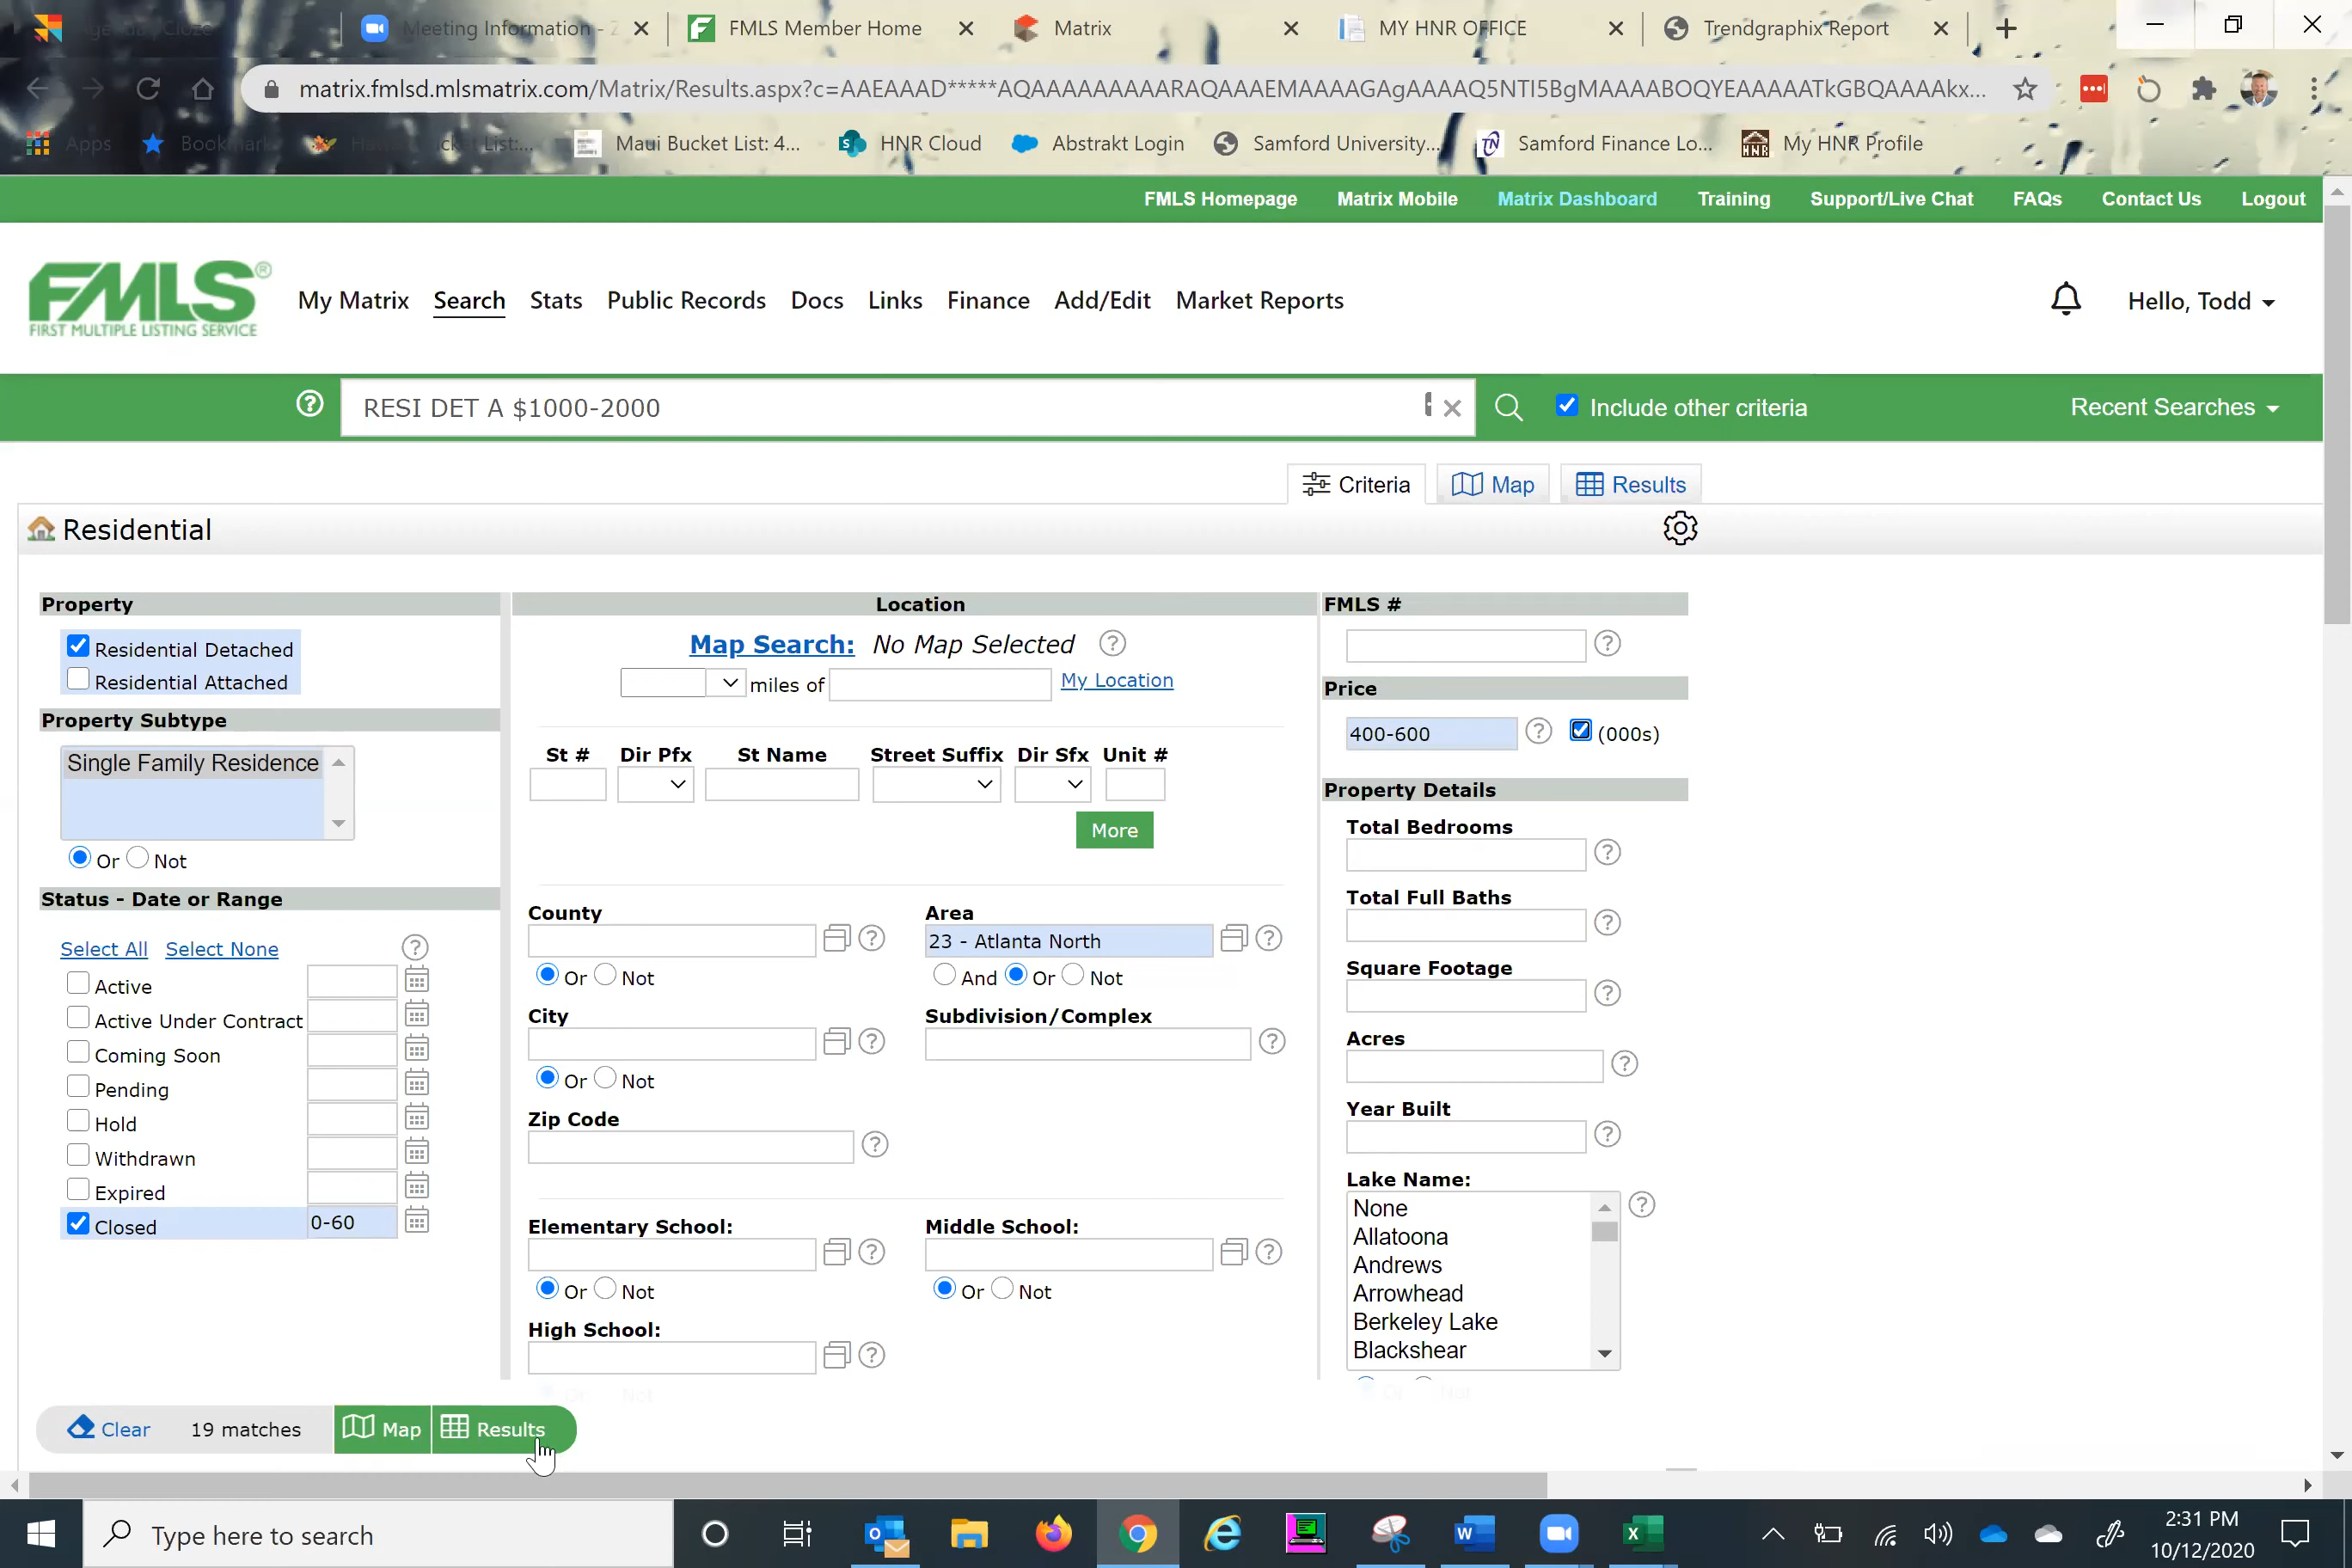 Meeting Information - Z
FMLS Member Home
Matrix
MY HNR OFFICE
Trendgraphix Report
matrix.fmlsd.mlsmatrix.com/Matrix/Results.aspx?c=AAEAAAD*****AQAAAAAAAAAARAQAAAEMAAAAGAgAAAAQ5NTI5BgMAAAABOQYEAAAAATkGBQAAAAkx...
Apps
Bookmark
Maui Bucket List: 4...
HNR Cloud
Abstrakt Login
Samford University...
Samford Finance Lo...
My HNR Profile
FMLS Homepage Matrix Mobile Matrix Dashboard Training Support/Live Chat FAQs Contact Us Logout
FMLS®
FIRST MULTIPLE LISTING SERVICE
My Matrix Search Stats Public Records Docs Links Finance Add/Edit Market Reports
Hello, Todd
RESI DET A $1000-2000
Include other criteria
Recent Searches
Criteria
Map
Results
Residential
Property
Residential Detached
Residential Attached
Property Subtype
Single Family Residence
Or Not
Status - Date or Range
Select All Select None
Active
Active Under Contract
Coming Soon
Pending
Hold
Withdrawn
Expired
Closed 0-60
Location
Map Search: No Map Selected
miles of
My Location
St # Dir Pfx St Name Street Suffix Dir Sfx Unit #
More
County
Or Not
Area
23 - Atlanta North
And Or Not
City
Or Not
Subdivision/Complex
Zip Code
Elementary School:
Or Not
Middle School:
Or Not
High School:
FMLS #
Price
400-600
(000s)
Property Details
Total Bedrooms
Total Full Baths
Square Footage
Acres
Year Built
Lake Name:
None
Allatoona
Andrews
Arrowhead
Berkeley Lake
Blackshear
Clear
19 matches
Map
Results
Type here to search
2:31 PM
10/12/2020